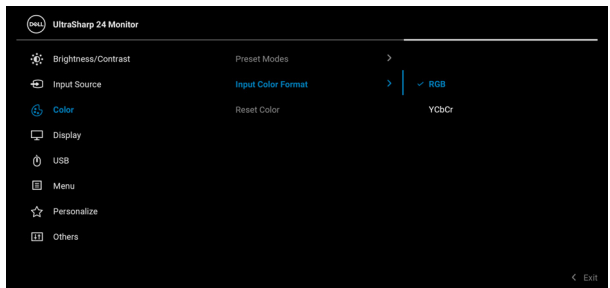 DELL UltraSharp 24 Monitor
Brightness/Contrast Preset Modes
Input Source Input Color Format RGB
Color Reset Color YCbCr
Display
USB
Menu
Personalize
Others
Exit